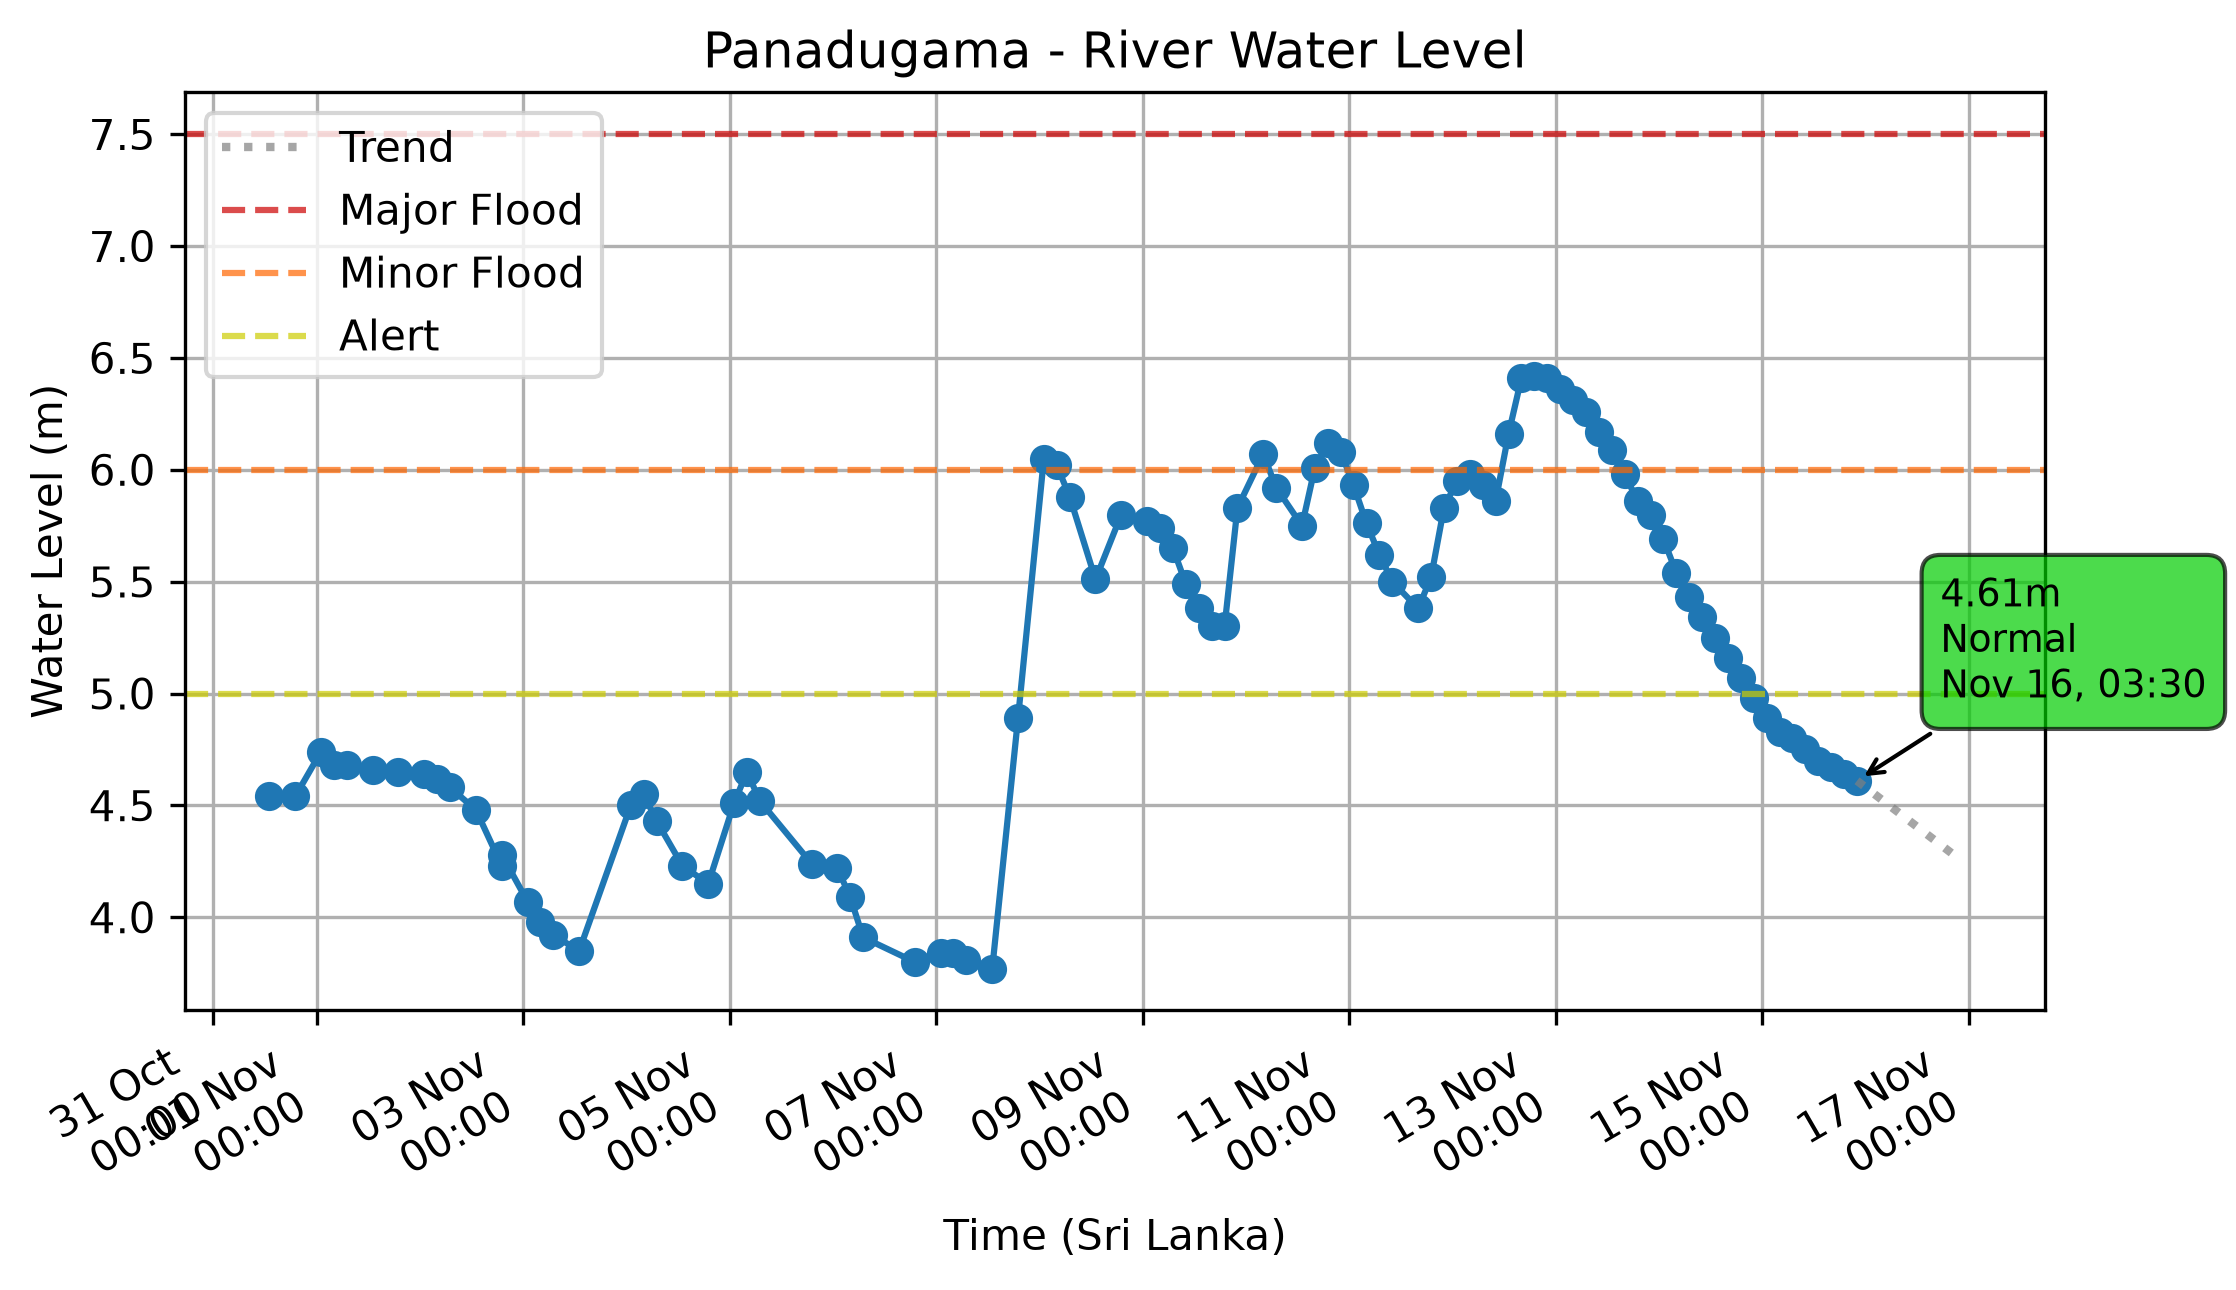 Panadugama - River Water Level
Trend
Major Flood
Minor Flood
Alert
Water Level (m)
7.5
7.0
6.5
6.0
5.5
5.0
4.5
4.0
4.61m
Normal
Nov 16, 03:30
31 Oct
00:00
01 Nov
00:00
03 Nov
00:00
05 Nov
00:00
07 Nov
00:00
09 Nov
00:00
11 Nov
00:00
13 Nov
00:00
15 Nov
00:00
17 Nov
00:00
Time (Sri Lanka)